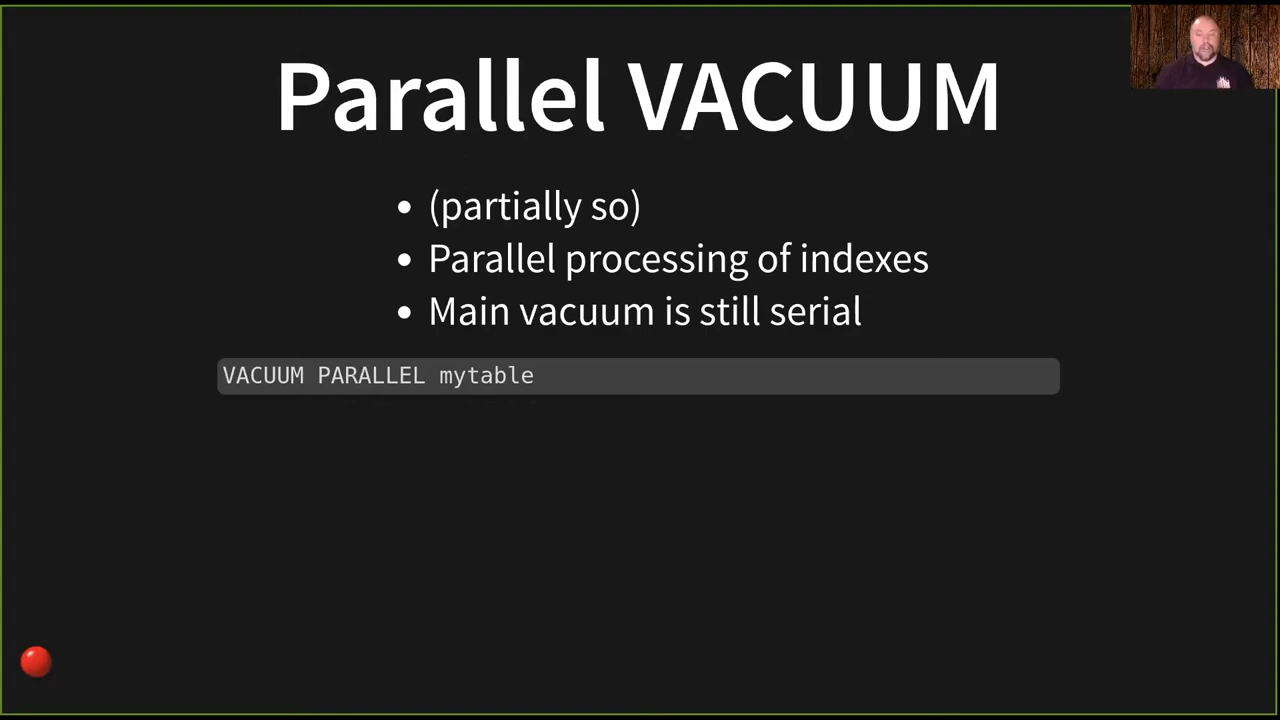 Parallel VACUUM
• (partially so)
• Parallel processing of indexes
• Main vacuum is still serial
VACUUM PARALLEL mytable